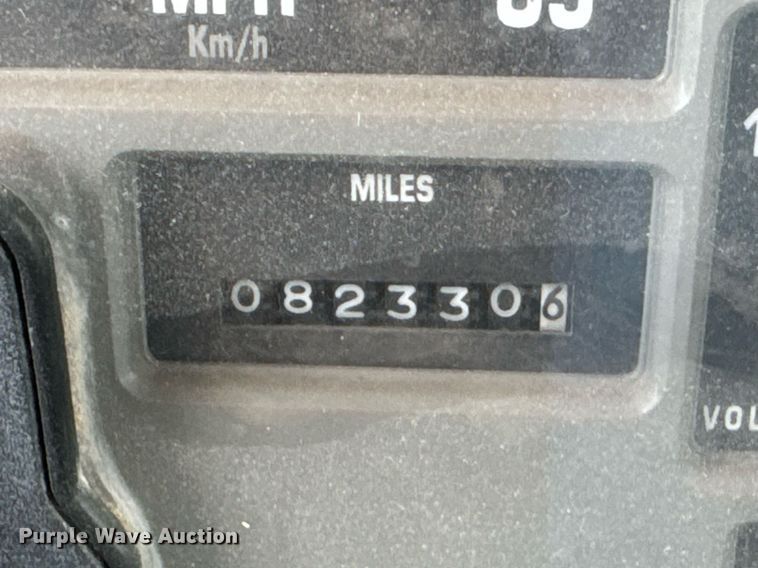 Km/h
MILES
0823306
VOL
Purple Wave Auction